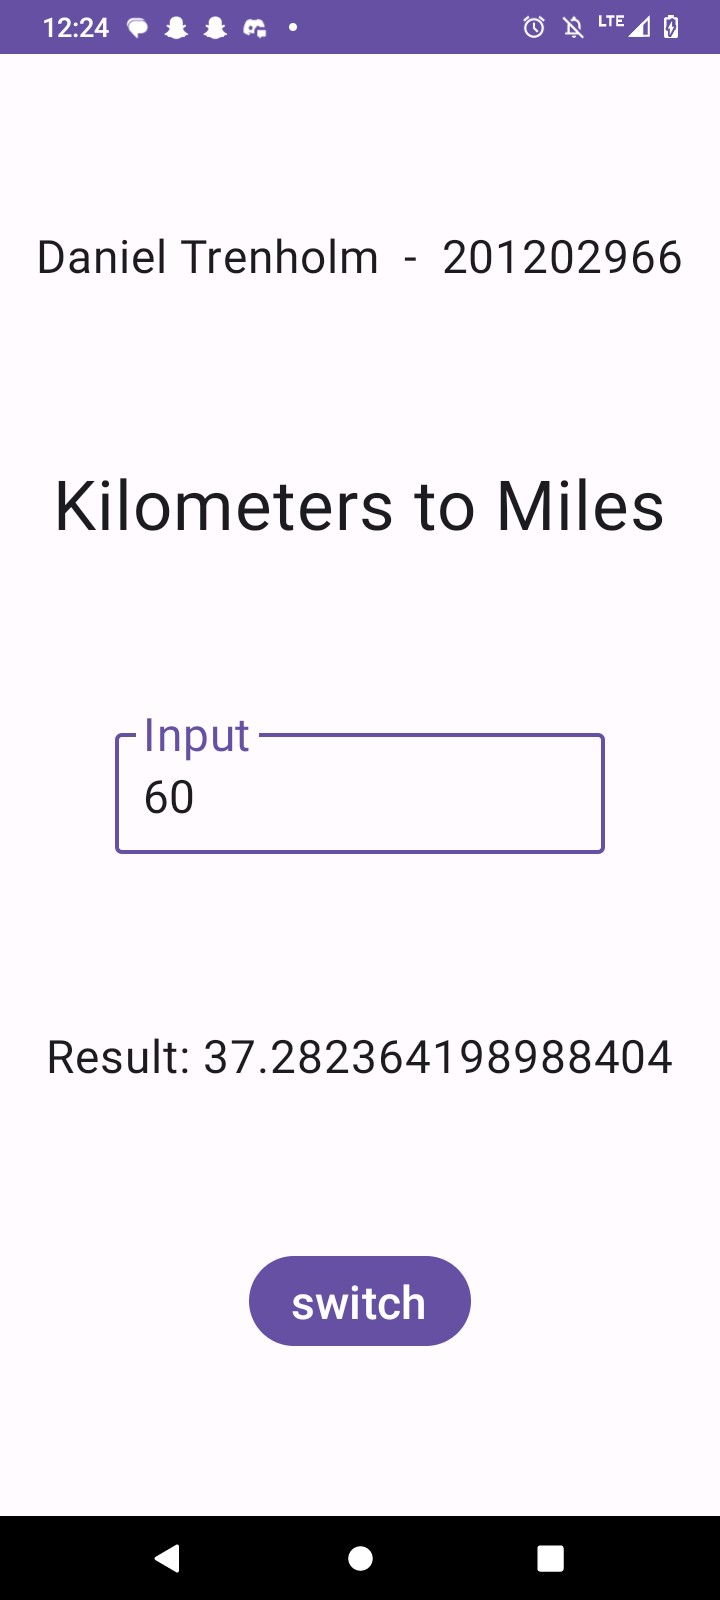 12:24 LTE
Daniel Trenholm - 201202966
Kilometers to Miles
Input
60
Result: 37.282364198988404
switch